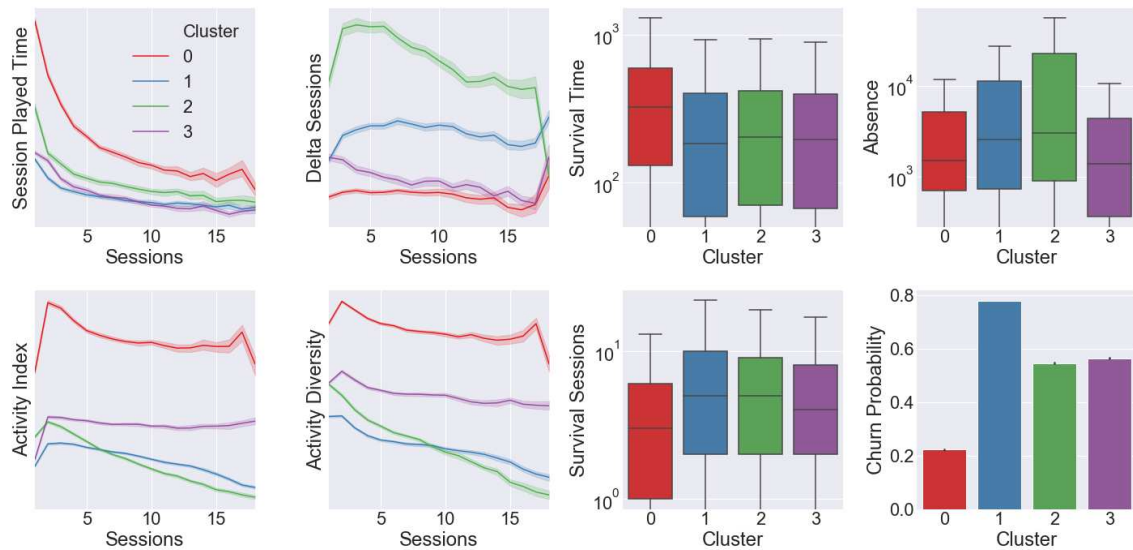 Session Played Time
Cluster
0
1
2
3
5
10
15
Sessions
Delta Sessions
5
10
15
Sessions
Survival Time
10³
10²
0
1
2
3
Cluster
Absence
10⁴
10³
0
1
2
3
Cluster
Activity Index
5
10
15
Sessions
Activity Diversity
5
10
15
Sessions
Survival Sessions
10¹
10⁰
0
1
2
3
Cluster
Churn Probability
0.8
0.6
0.4
0.2
0.0
0
1
2
3
Cluster